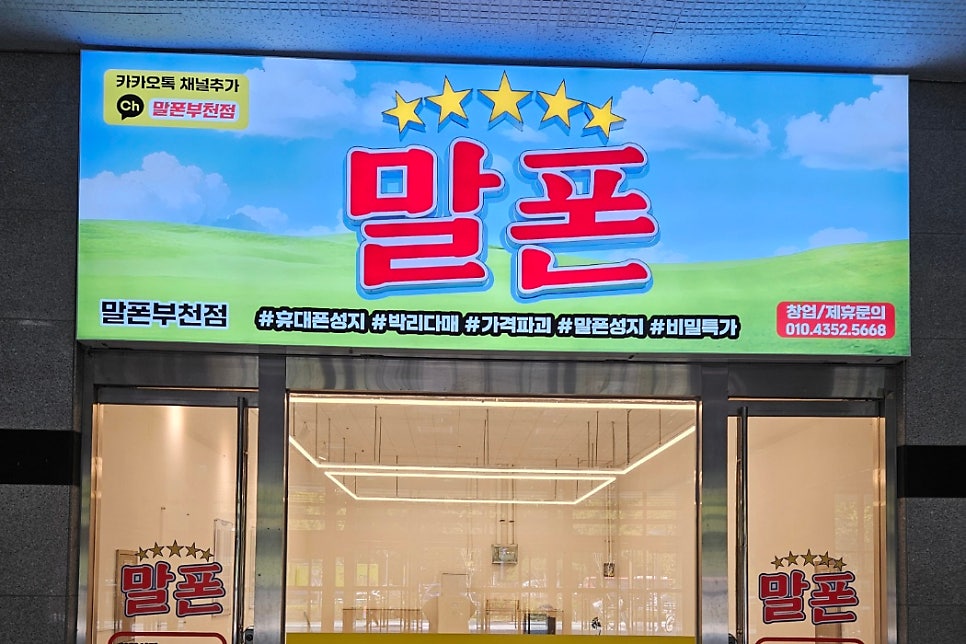 카카오톡 채널추가
Ch 말폰부천점
말폰
말폰부천점
#휴대폰성지 #박리다매 #가격파괴 #말폰성지 #비밀특가
창업/제휴문의
010.4352.5668
말폰
말폰